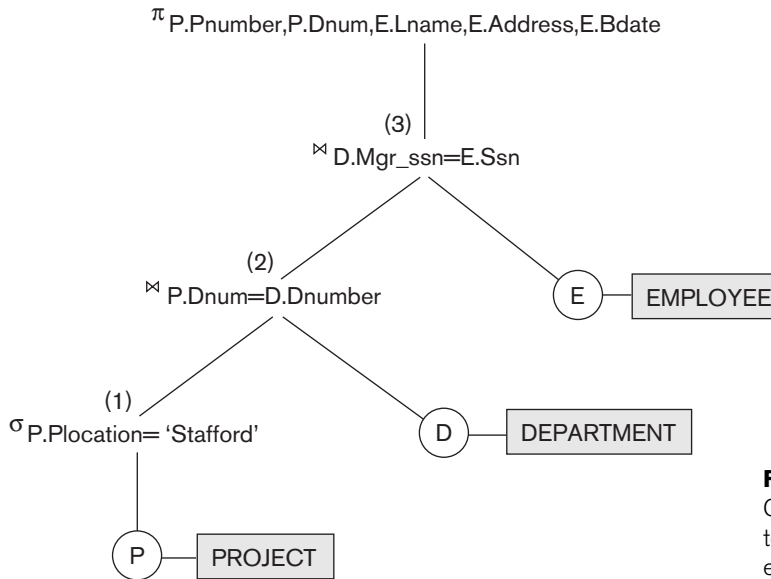 π P.Pnumber,P.Dnum,E.Lname,E.Address,E.Bdate
(3)
⋈ D.Mgr_ssn=E.Ssn
(2)
⋈ P.Dnum=D.Dnumber
E EMPLOYEE
(1)
σ P.Plocation= ‘Stafford’
D DEPARTMENT
P PROJECT